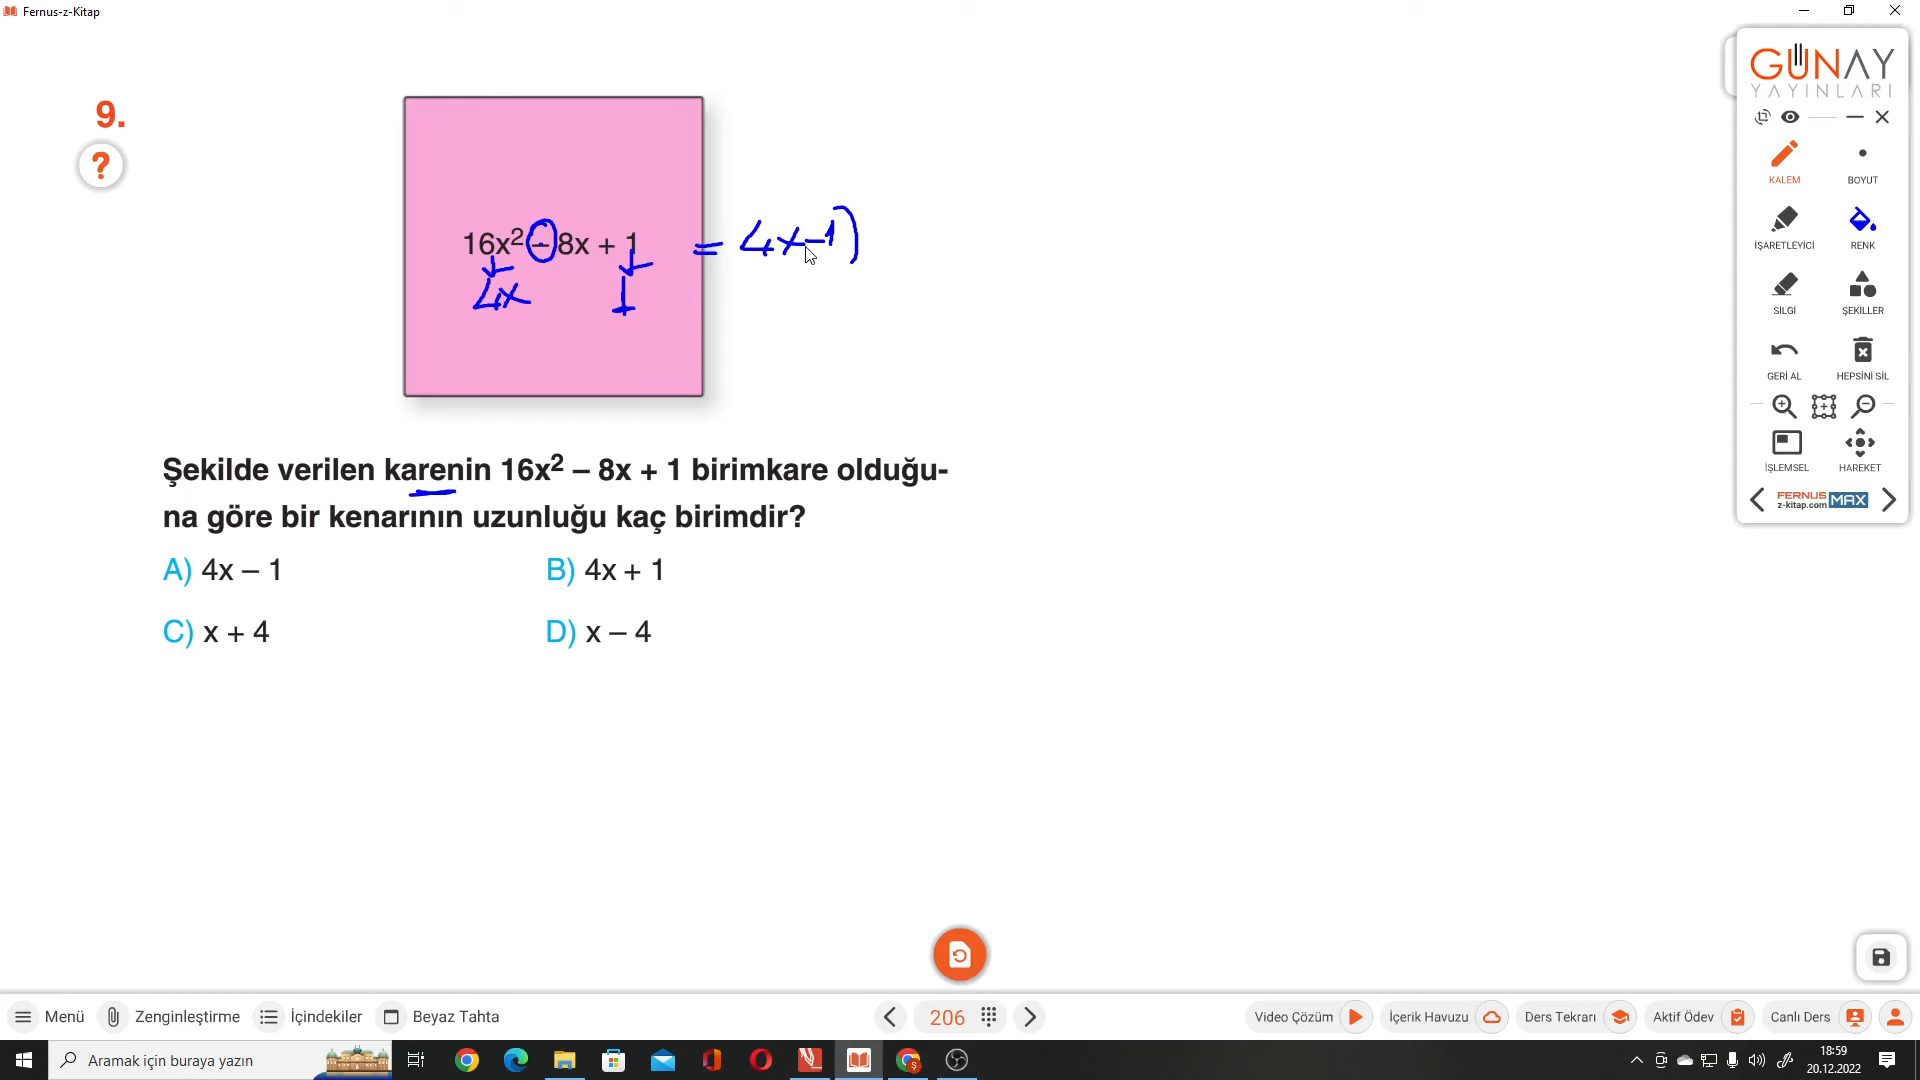 Fernus-z-Kitap
GÜNAY
YAYINLARI
9.
?
16x² – 8x + 1 = 4x-1)
4x 1
KALEM BOYUT
İŞARETLEYİCİ RENK
SİLGİ ŞEKİLLER
GERİ AL HEPSİNİ SİL
İŞLEMSEL HAREKET
FERNUS MAX
z-kitap.com
Şekilde verilen karenin 16x² – 8x + 1 birimkare olduğu-
na göre bir kenarının uzunluğu kaç birimdir?
A) 4x – 1 B) 4x + 1
C) x + 4 D) x – 4
Menü Zenginleştirme İçindekiler Beyaz Tahta 206 Video Çözüm İçerik Havuzu Ders Tekrarı Aktif Ödev Canlı Ders
Aramak için buraya yazın
18:59
20.12.2022